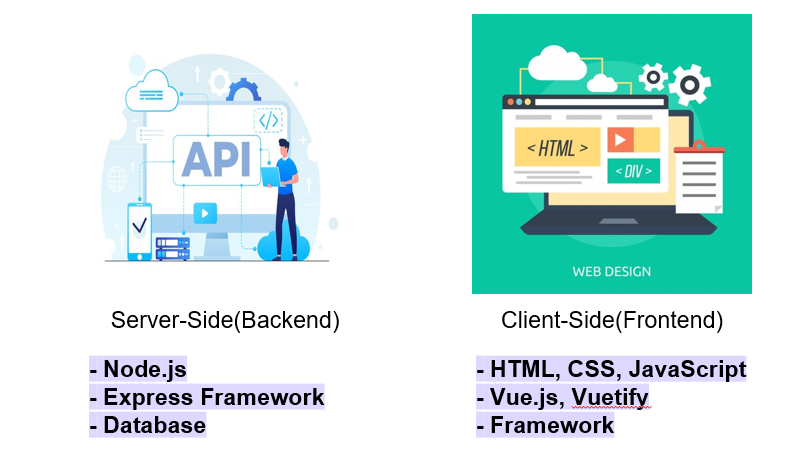 API
</>
< HTML >
< DIV >
WEB DESIGN
Server-Side(Backend)
- Node.js
- Express Framework
- Database
Client-Side(Frontend)
- HTML, CSS, JavaScript
- Vue.js, Vuetify
- Framework